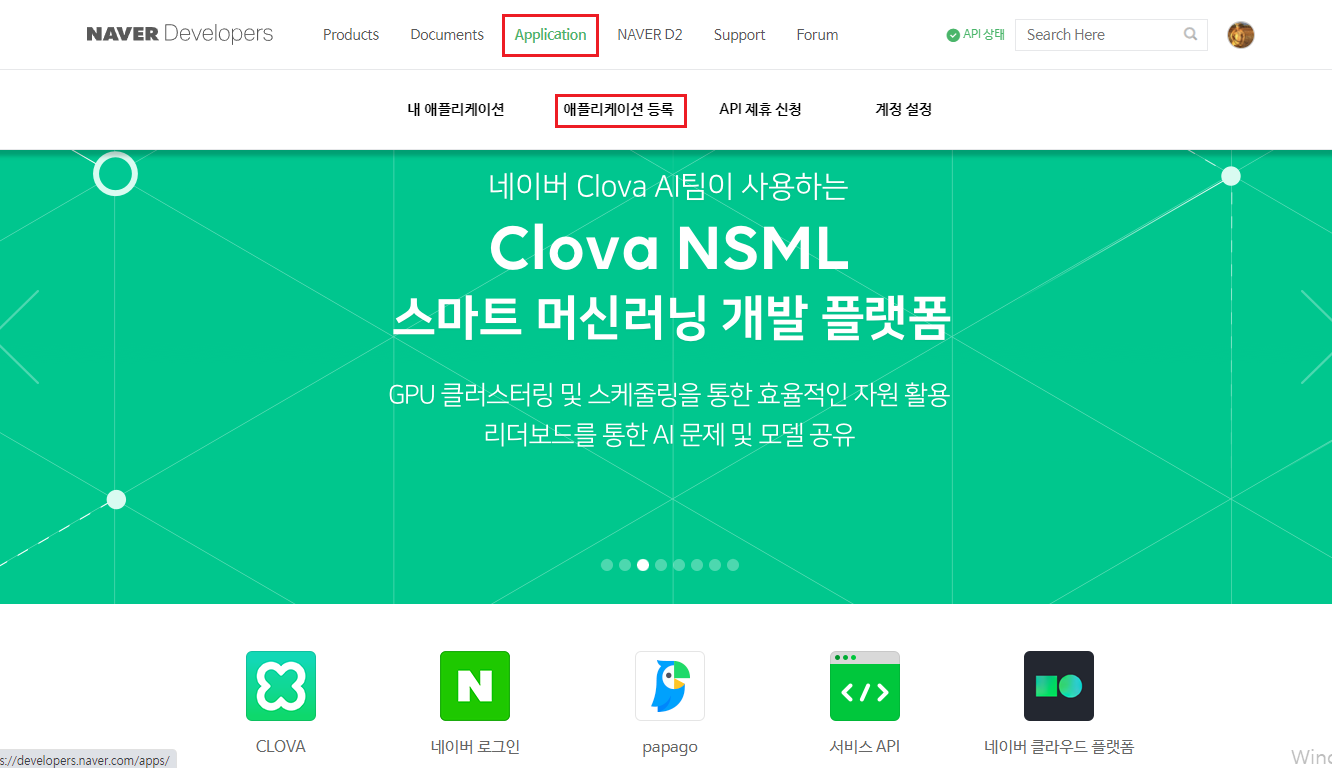 NAVER Developers
Products Documents Application NAVER D2 Support Forum
API 상태
Search Here
내 애플리케이션 애플리케이션 등록 API 제휴 신청 계정 설정
네이버 Clova AI팀이 사용하는
Clova NSML
스마트 머신러닝 개발 플랫폼
GPU 클러스터링 및 스케줄링을 통한 효율적인 자원 활용
리더보드를 통한 AI 문제 및 모델 공유
N
CLOVA 네이버 로그인 papago 서비스 API 네이버 클라우드 플랫폼
s://developers.naver.com/apps/
Wind